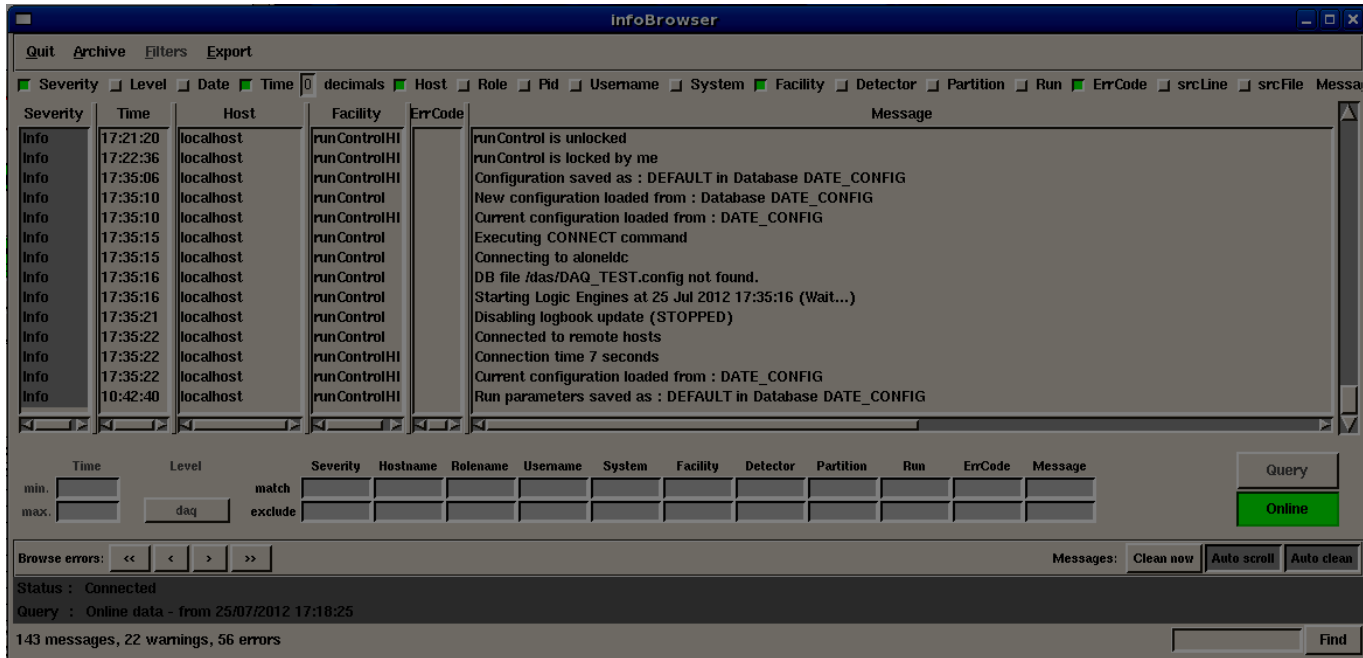 infoBrowser
Quit Archive Filters Export
Severity Level Date Time 0 decimals Host Role Pid Username System Facility Detector Partition Run ErrCode srcLine srcFile Messa
Severity Time Host Facility ErrCode Message
Info 17:21:20 localhost runControlHI runControl is unlocked
Info 17:22:36 localhost runControlHI runControl is locked by me
Info 17:35:06 localhost runControlHI Configuration saved as : DEFAULT in Database DATE_CONFIG
Info 17:35:10 localhost runControl New configuration loaded from : Database DATE_CONFIG
Info 17:35:10 localhost runControlHI Current configuration loaded from : DATE_CONFIG
Info 17:35:15 localhost runControl Executing CONNECT command
Info 17:35:15 localhost runControl Connecting to aloneldc
Info 17:35:16 localhost runControl DB file /das/DAQ_TEST.config not found.
Info 17:35:16 localhost runControl Starting Logic Engines at 25 Jul 2012 17:35:16 (Wait...)
Info 17:35:21 localhost runControl Disabling logbook update (STOPPED)
Info 17:35:22 localhost runControl Connected to remote hosts
Info 17:35:22 localhost runControlHI Connection time 7 seconds
Info 17:35:22 localhost runControlHI Current configuration loaded from : DATE_CONFIG
Info 10:42:40 localhost runControlHI Run parameters saved as : DEFAULT in Database DATE_CONFIG
Time Level Severity Hostname Rolename Username System Facility Detector Partition Run ErrCode Message
min. match Query
max. daq exclude Online
Browse errors: << < > >> Messages: Clean now Auto scroll Auto clean
Status : Connected
Query : Online data - from 25/07/2012 17:18:25
143 messages, 22 warnings, 56 errors Find